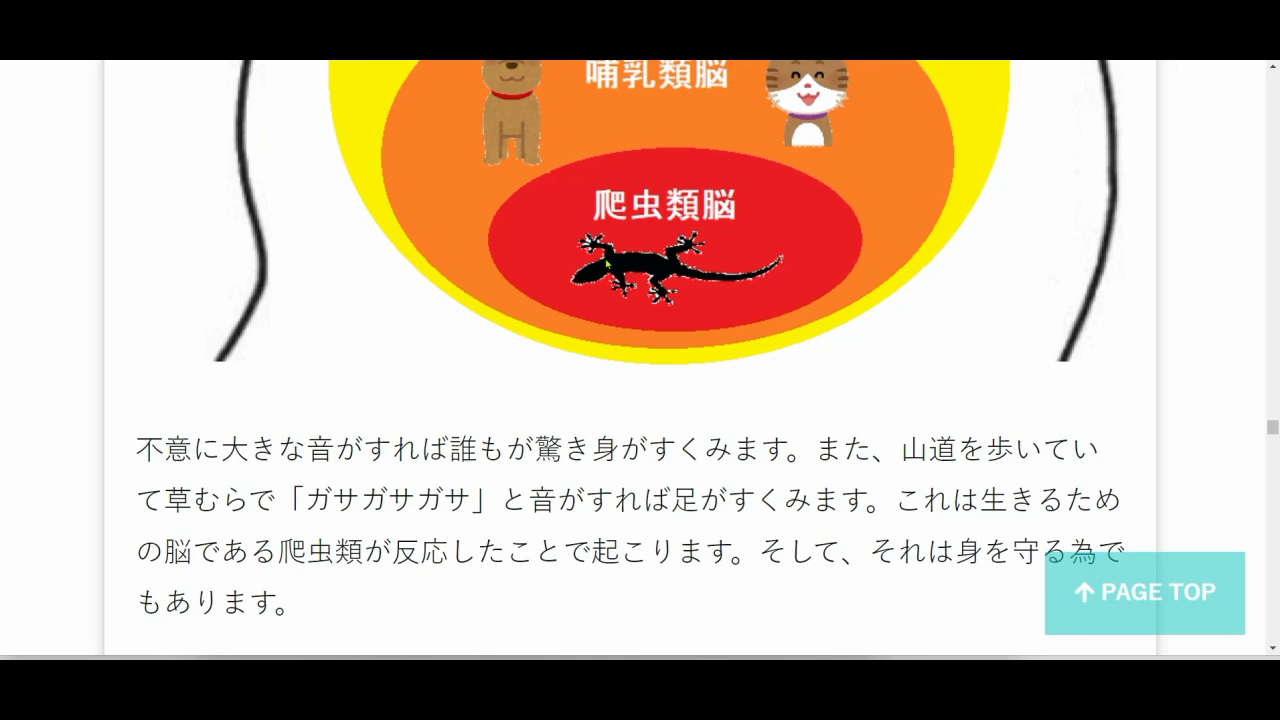 哺乳類脳
爬虫類脳
不意に大きな音がすれば誰もが驚き身がすくみます。また、山道を歩いてい
て草むらで「ガサガサガサ」と音がすれば足がすくみます。これは生きるため
の脳である爬虫類が反応したことで起こります。そして、それは身を守る為で
もあります。
↑ PAGE TOP